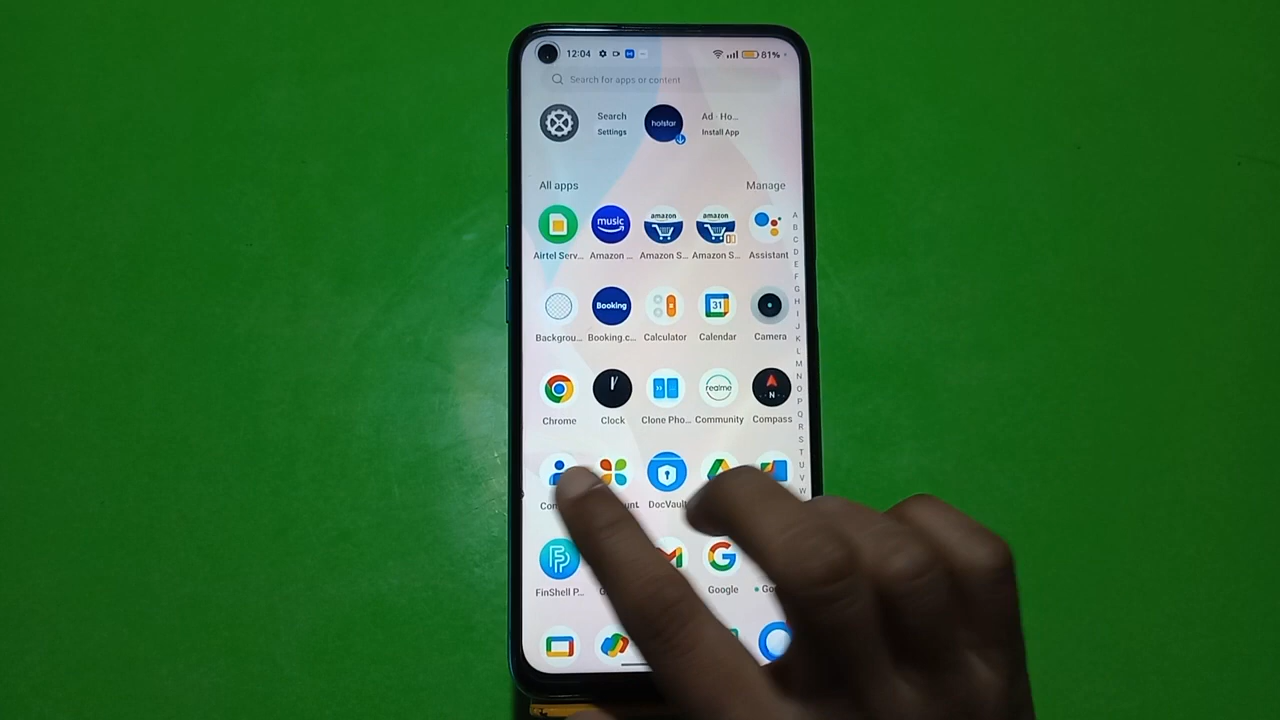 12:04 81%
Search for apps or content
Search
Settings
hotstar
Ad · Ho...
Install App
All apps Manage
music amazon amazon
Airtel Serv... Amazon ... Amazon S... Amazon S... Assistant
Booking 31
Backgrou... Booking.c... Calculator Calendar Camera
realme N
Chrome Clock Clone Pho... Community Compass
DocVault
FinShell P... Google
A
B
C
D
E
F
G
H
I
J
K
L
M
N
O
P
Q
R
S
T
U
V
W